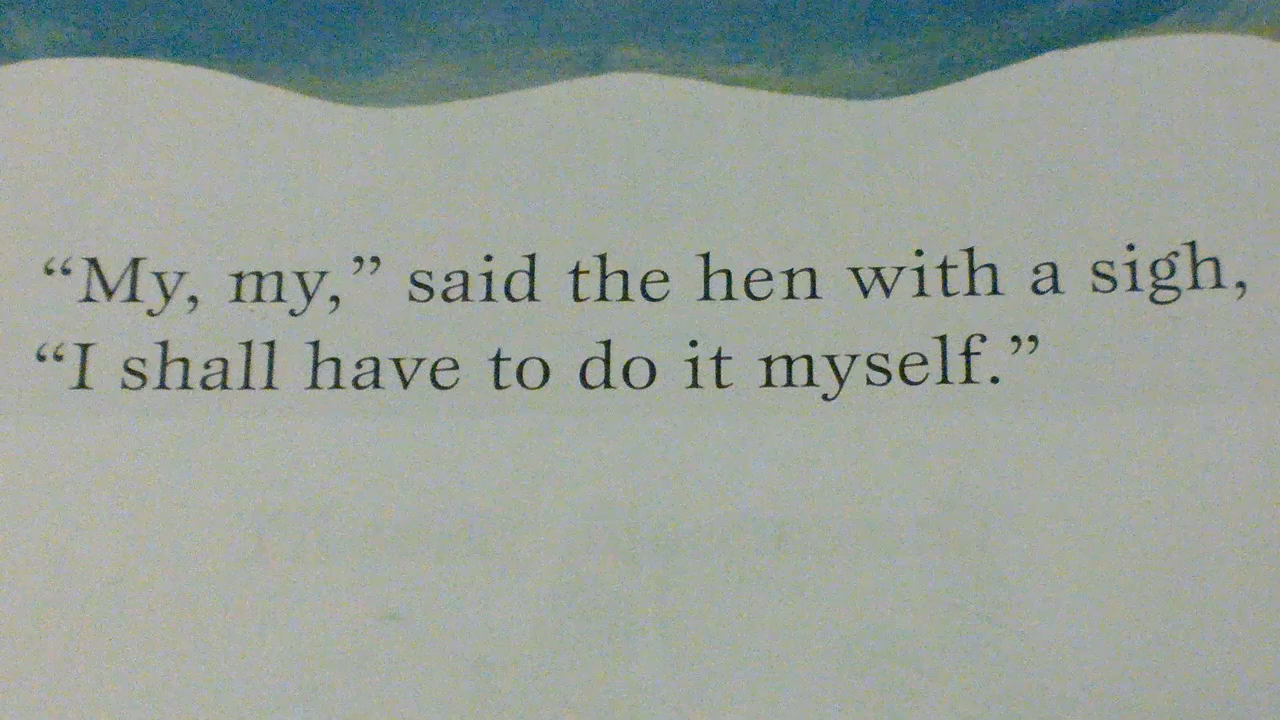 “My, my,” said the hen with a sigh,
“I shall have to do it myself.”